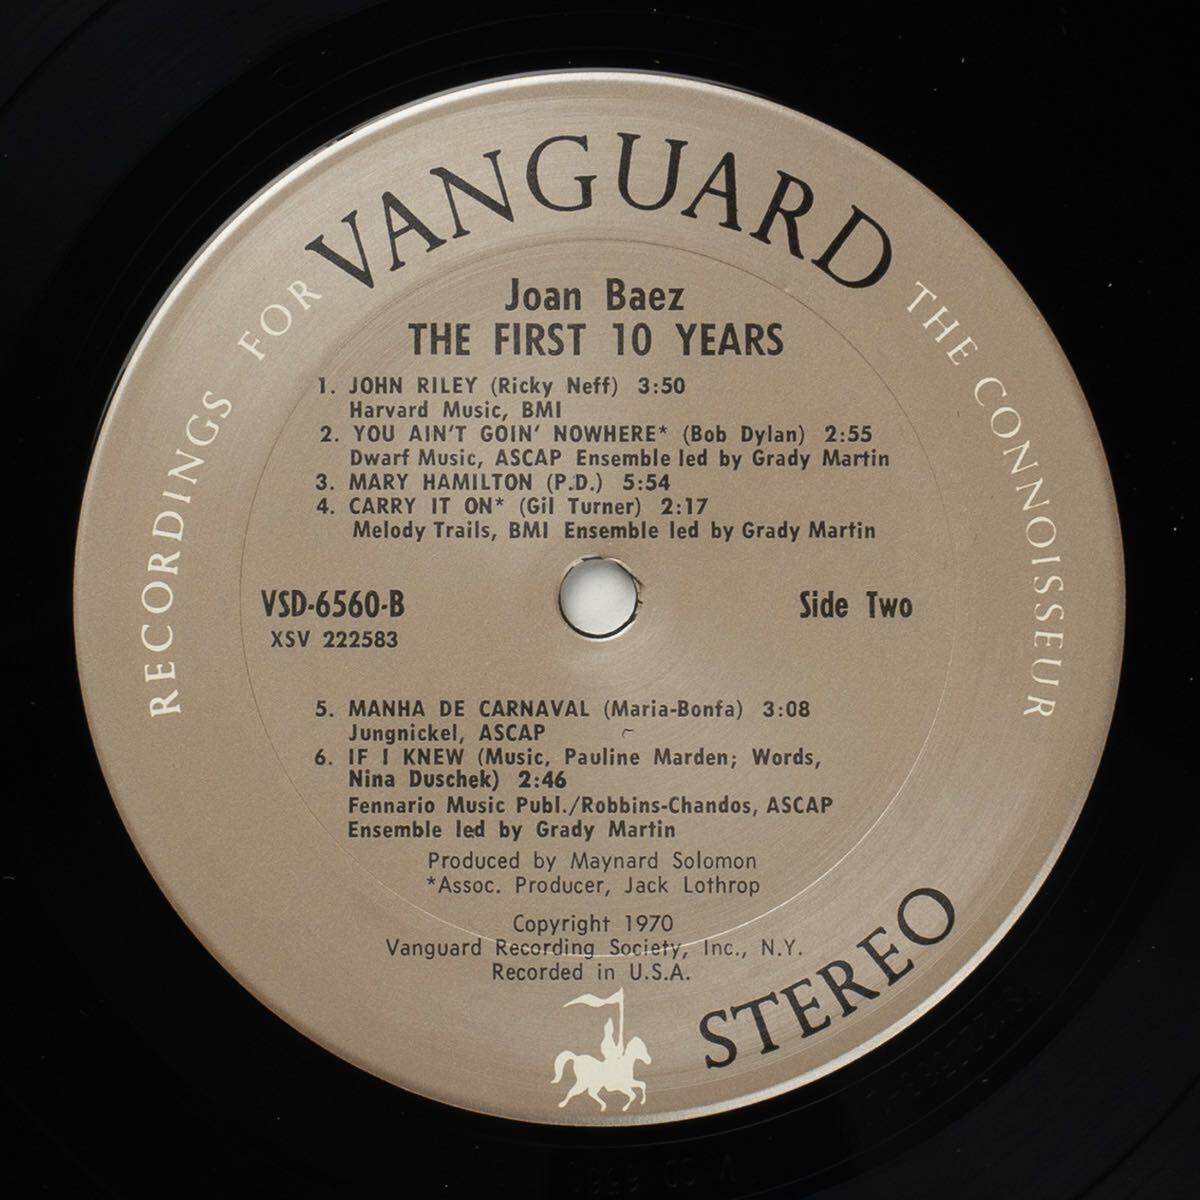 VANGUARD
RECORDINGS FOR THE CONNOISSEUR
Joan Baez
THE FIRST 10 YEARS
1. JOHN RILEY (Ricky Neff) 3:50
Harvard Music, BMI
2. YOU AIN'T GOIN' NOWHERE* (Bob Dylan) 2:55
Dwarf Music, ASCAP Ensemble led by Grady Martin
3. MARY HAMILTON (P.D.) 5:54
4. CARRY IT ON* (Gil Turner) 2:17
Melody Trails, BMI Ensemble led by Grady Martin
VSD-6560-B Side Two
XSV 222583
5. MANHA DE CARNAVAL (Maria-Bonfa) 3:08
Jungnickel, ASCAP
6. IF I KNEW (Music, Pauline Marden; Words,
Nina Duschek) 2:46
Fennario Music Publ./Robbins-Chandos, ASCAP
Ensemble led by Grady Martin
Produced by Maynard Solomon
*Assoc. Producer, Jack Lothrop
Copyright 1970
Vanguard Recording Society, Inc., N.Y.
Recorded in U.S.A.
STEREO